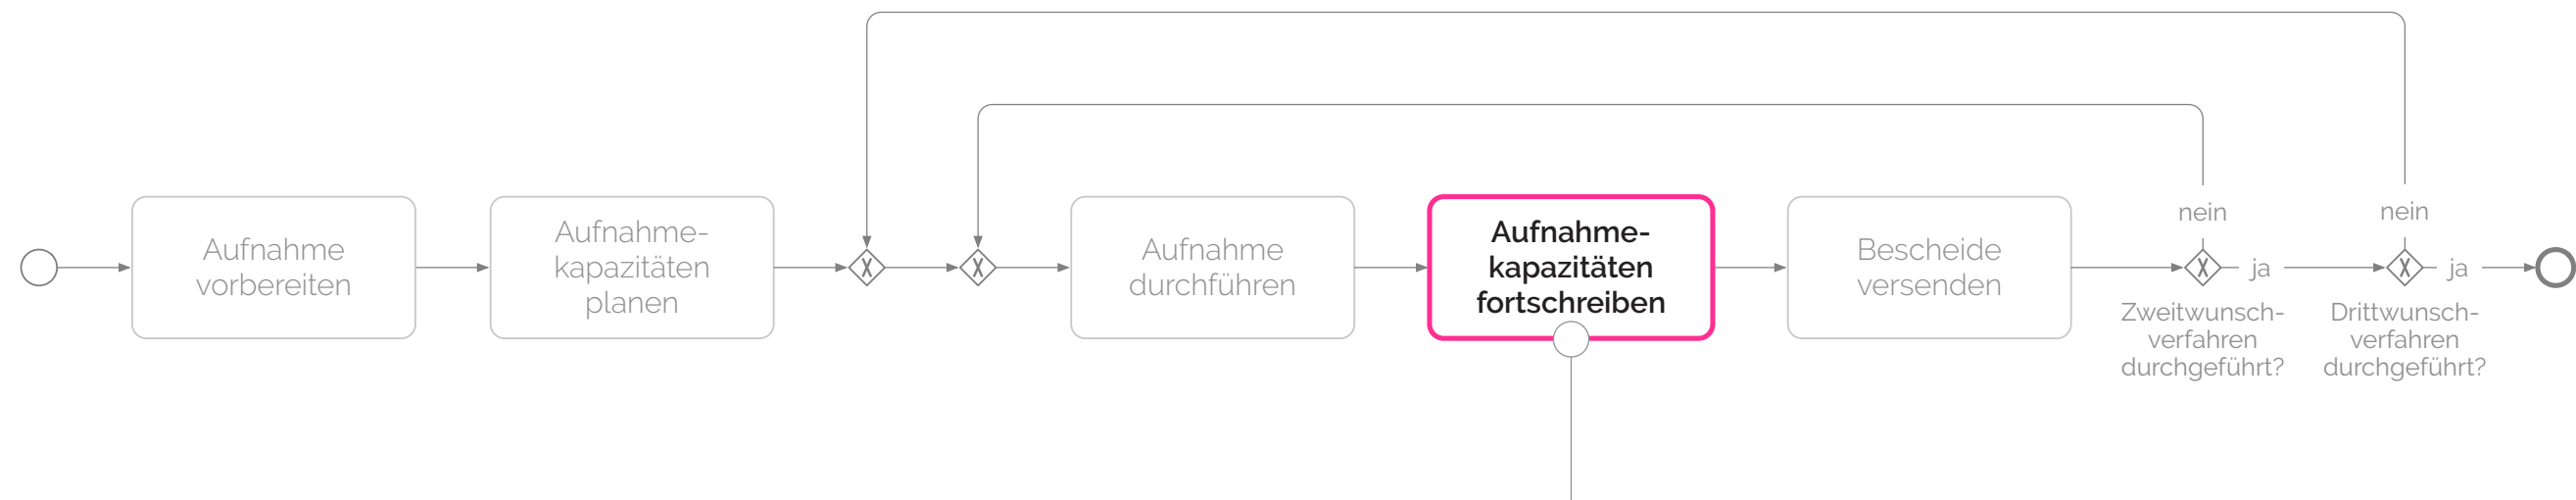 Aufnahme
vorbereiten
Aufnahme-
kapazitäten
planen
X
X
Aufnahme
durchführen
Aufnahme-
kapazitäten
fortschreiben
Bescheide
versenden
nein
X
ja
Zweitwunsch-
verfahren
durchgeführt?
nein
X
ja
Drittwunsch-
verfahren
durchgeführt?